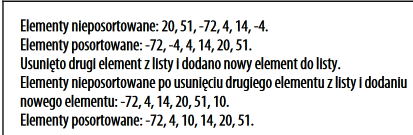 Elementy nieposortowane: 20, 51, -72, 4, 14, -4.
Elementy posortowane: -72, -4, 4, 14, 20, 51.
Usunięto drugi element z listy i dodano nowy element do listy.
Elementy nieposortowane po usunięciu drugiego elementu z listy i dodaniu
nowego elementu: -72, 4, 14, 20, 51, 10.
Elementy posortowane: -72, 4, 10, 14, 20, 51.